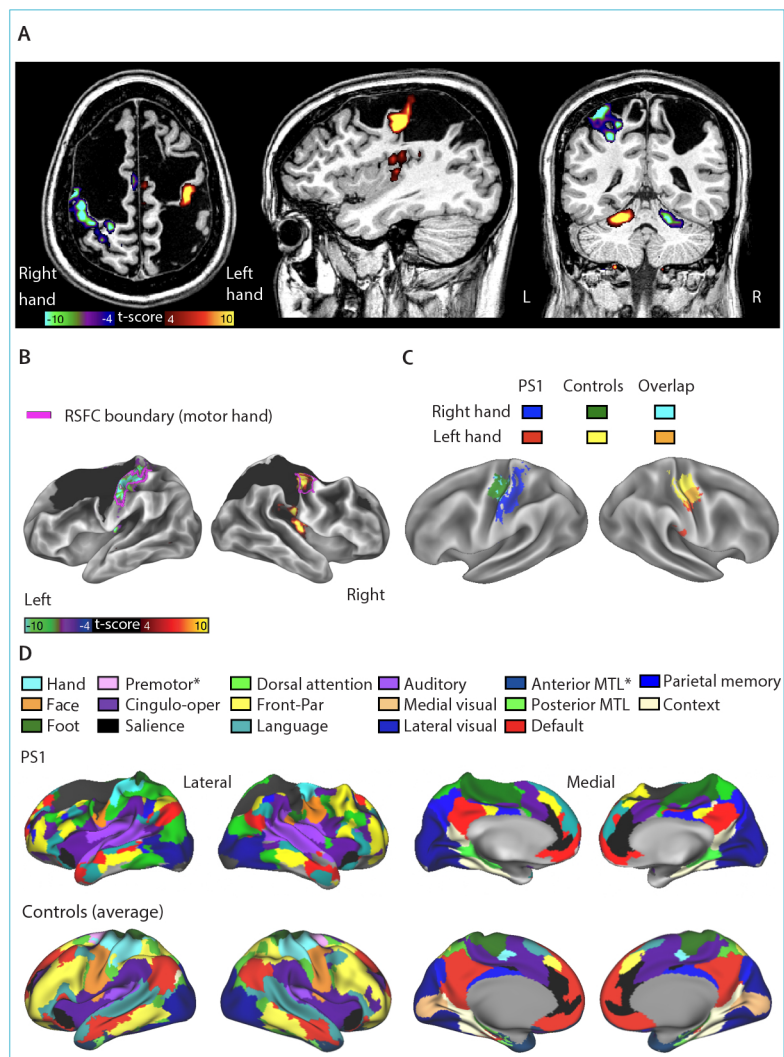 A
Right
hand
Left
hand
-10 -4 t-score 4 10
L R
B
RSFC boundary (motor hand)
Left
Right
-10 -4 t-score 4 10
C
PS1 Controls Overlap
Right hand
Left hand
D
Hand Premotor* Dorsal attention Auditory Anterior MTL* Parietal memory
Face Cingulo-oper Front-Par Medial visual Posterior MTL Context
Foot Salience Language Lateral visual Default
PS1
Lateral Medial
Controls (average)